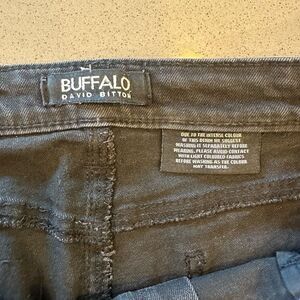 BUFFALO
DAVID BITTON
DUE TO THE INTENSE COLOUR
OF THIS DENIM WE SUGGEST
WASHING IT SEPARATELY BEFORE
WEARING. PLEASE AVOID CONTACT
WITH LIGHT COLOURED FABRICS
BEFORE WASHING AS THE COLOUR
MAY TRANSFER.